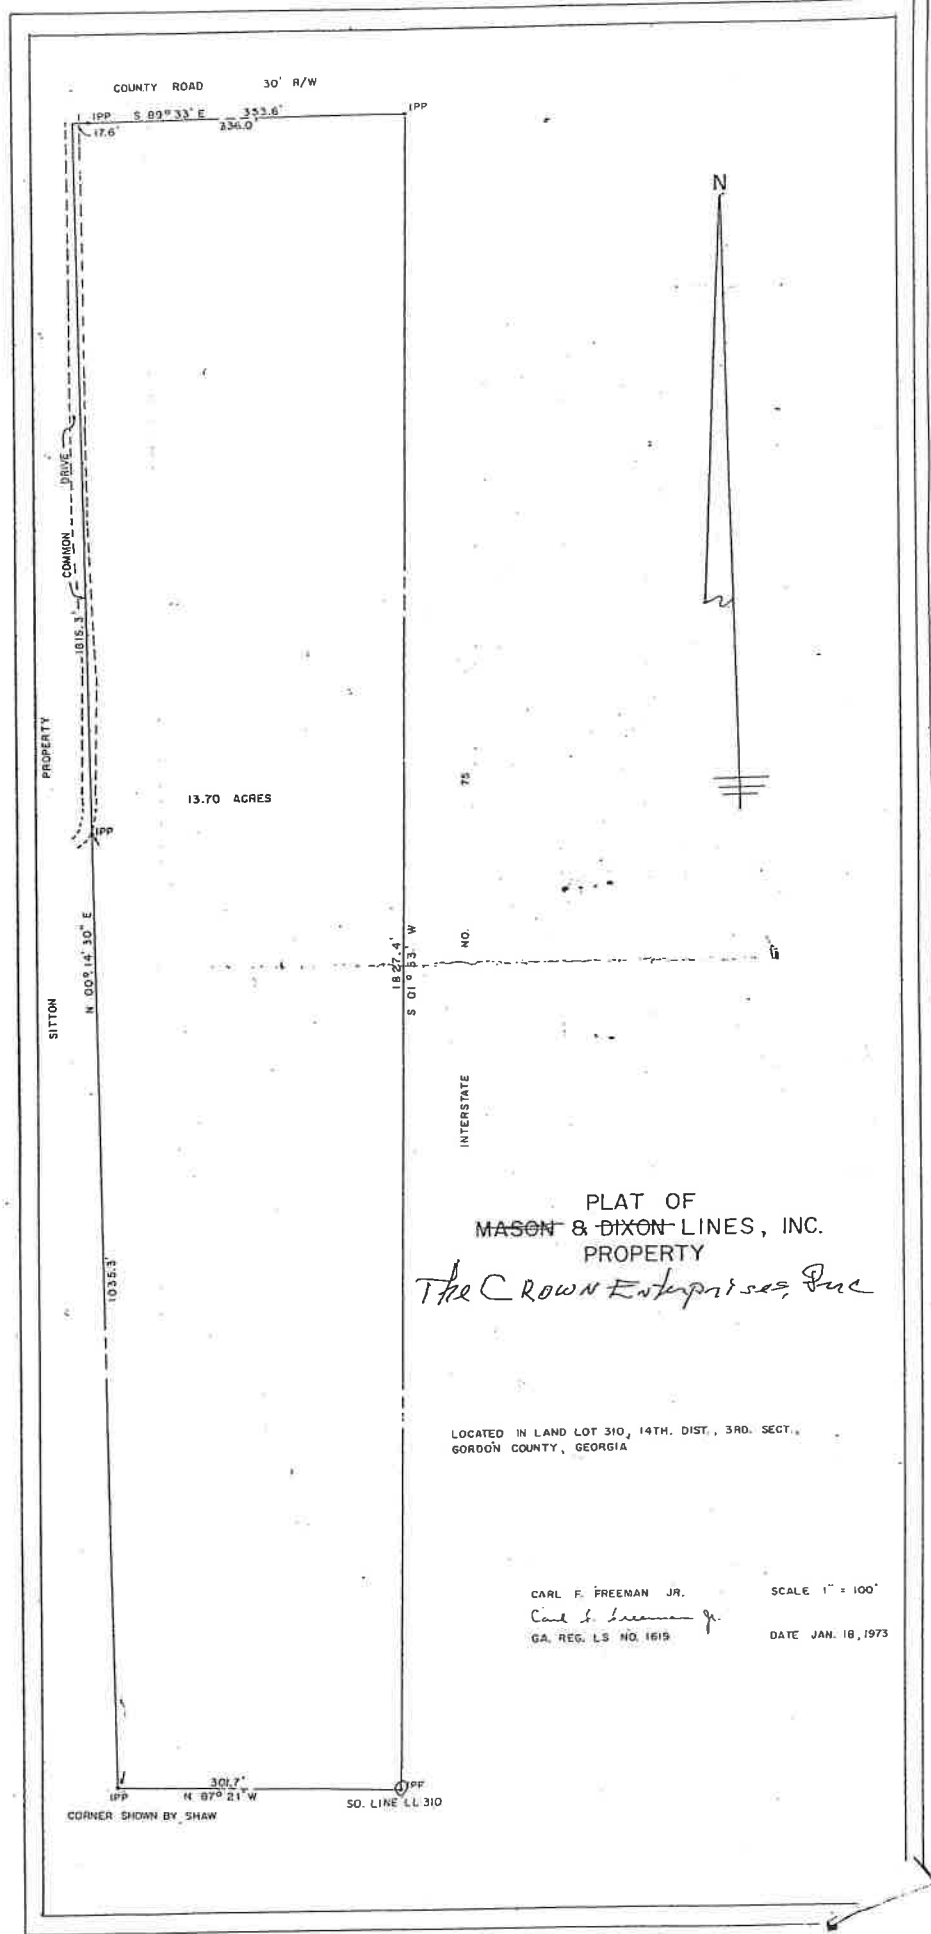 COUNTY ROAD 30' R/W
IPP S 89° 33' E 353.6' IPP
17.6' 336.0'
N
COMMON DRIVE
1815.3'
SITTON PROPERTY
IPP
13.70 ACRES
INTERSTATE NO. 75
N 00° 14' 30" E
1827.4'
S 01° 53' W
1035.3'
PLAT OF
MASON & DIXON LINES, INC.
PROPERTY
The CROWN Enterprises, Inc
LOCATED IN LAND LOT 310, 14TH. DIST., 3RD. SECT.,
GORDON COUNTY, GEORGIA
CARL F. FREEMAN JR. SCALE 1" = 100'
Carl F. Freeman Jr.
GA. REG. LS NO. 1619 DATE JAN. 18, 1973
301.7'
IPP N 87° 21' W IPP
CORNER SHOWN BY SHAW SO. LINE LL 310